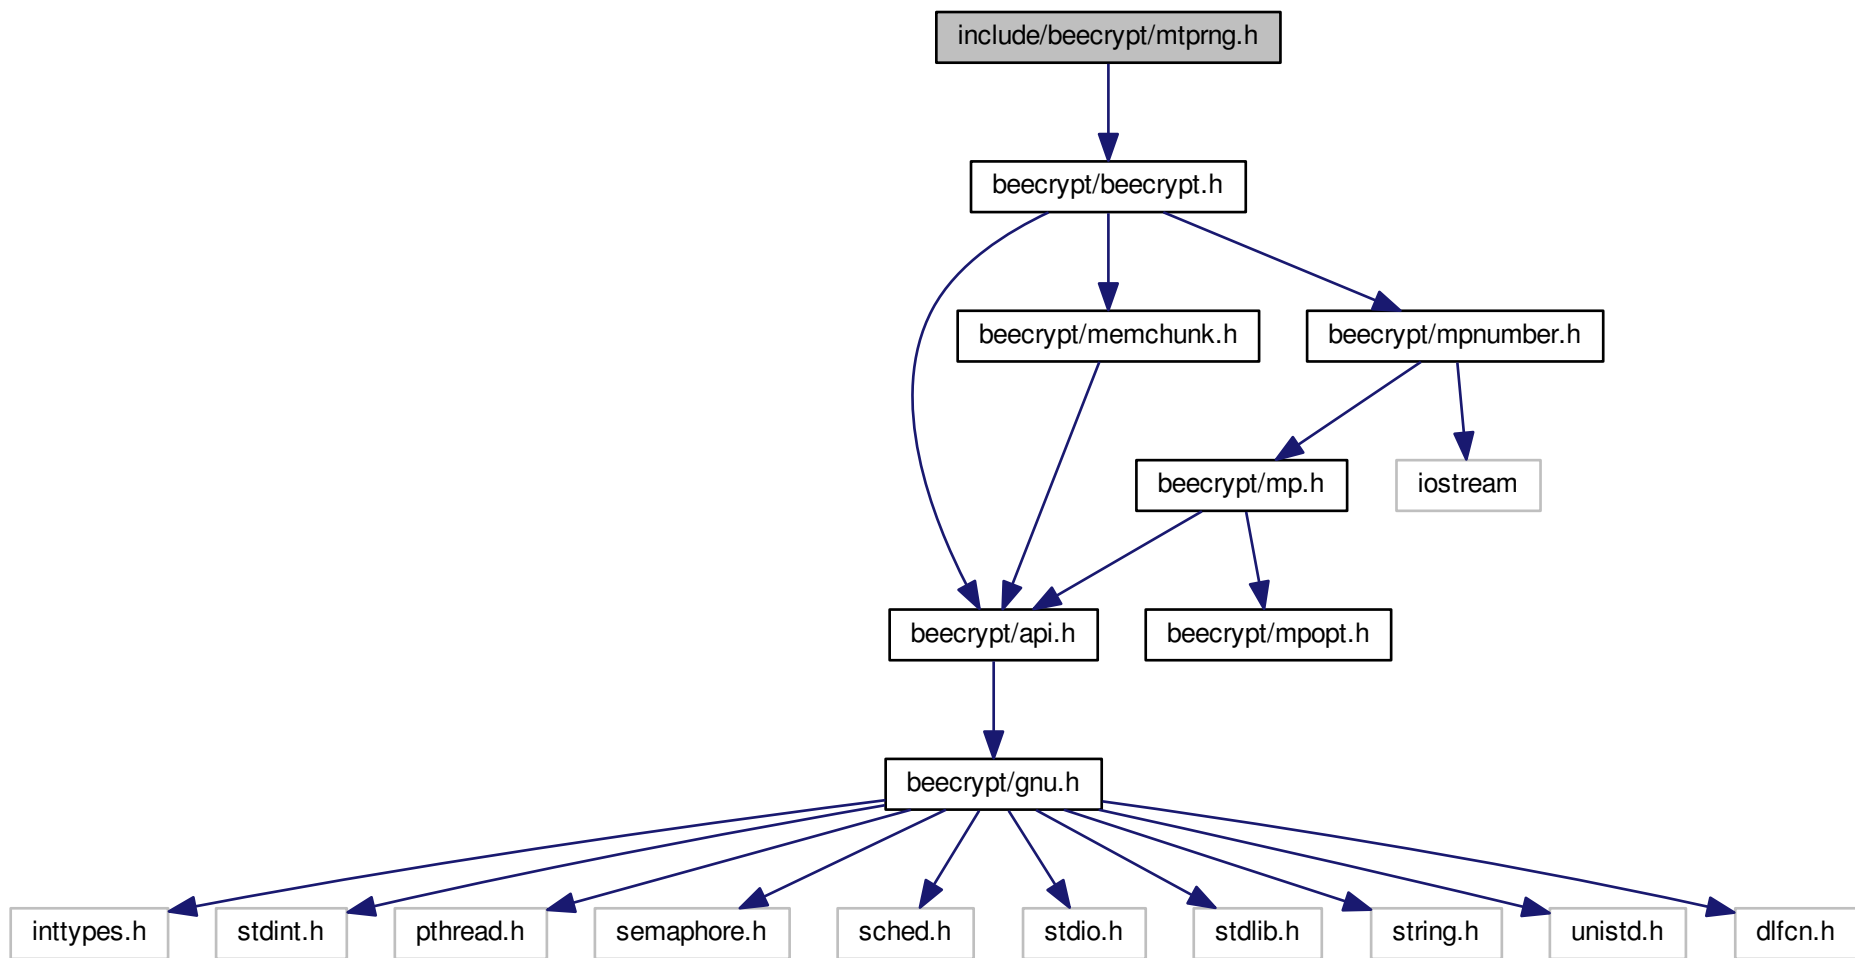 include/beecrypt/mtprng.h
beecrypt/beecrypt.h
beecrypt/memchunk.h
beecrypt/mpnumber.h
beecrypt/mp.h
iostream
beecrypt/api.h
beecrypt/mpopt.h
beecrypt/gnu.h
inttypes.h
stdint.h
pthread.h
semaphore.h
sched.h
stdio.h
stdlib.h
string.h
unistd.h
dlfcn.h